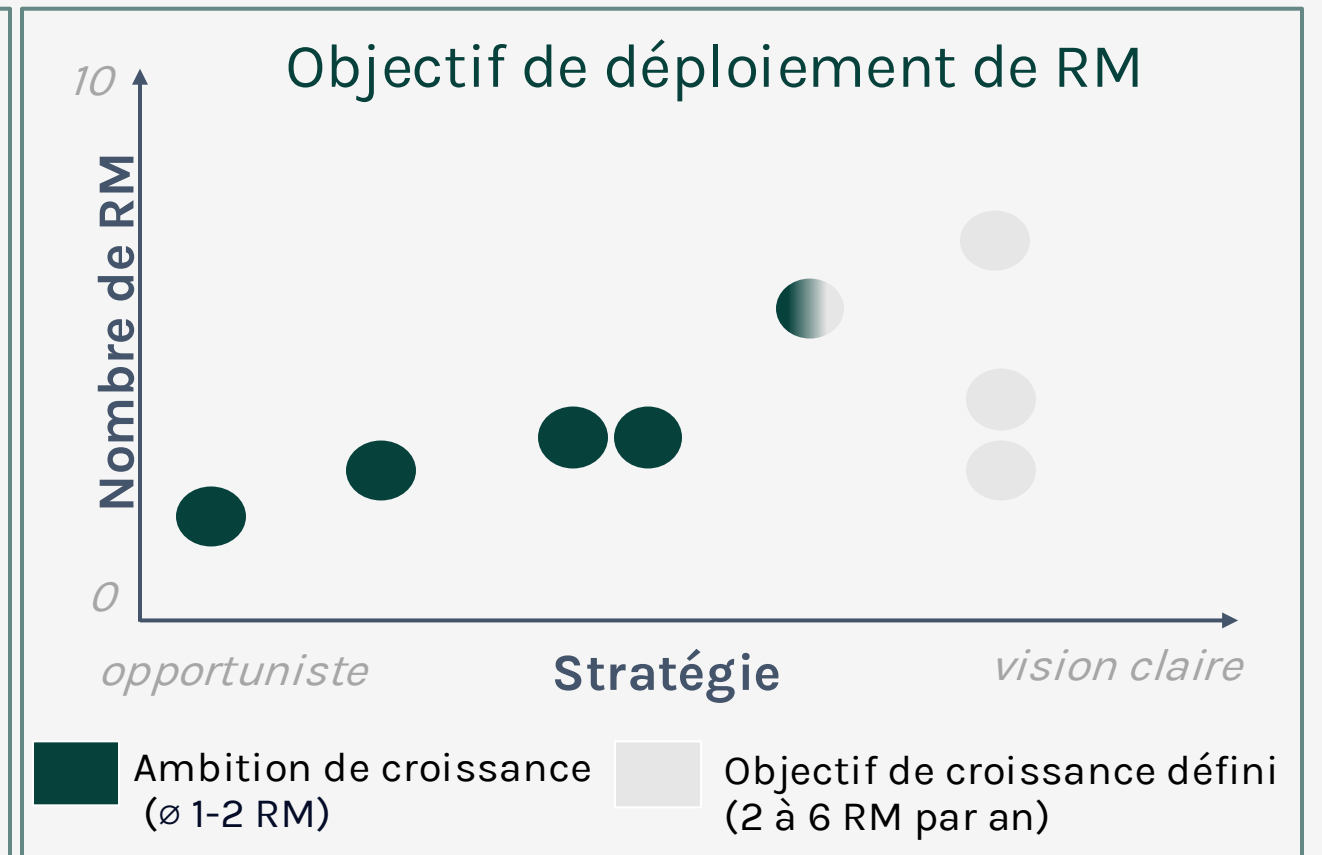 Objectif de déploiement de RM
10
Nombre de RM
0
opportuniste
Stratégie
vision claire
Ambition de croissance
(⌀ 1-2 RM)
Objectif de croissance défini
(2 à 6 RM par an)